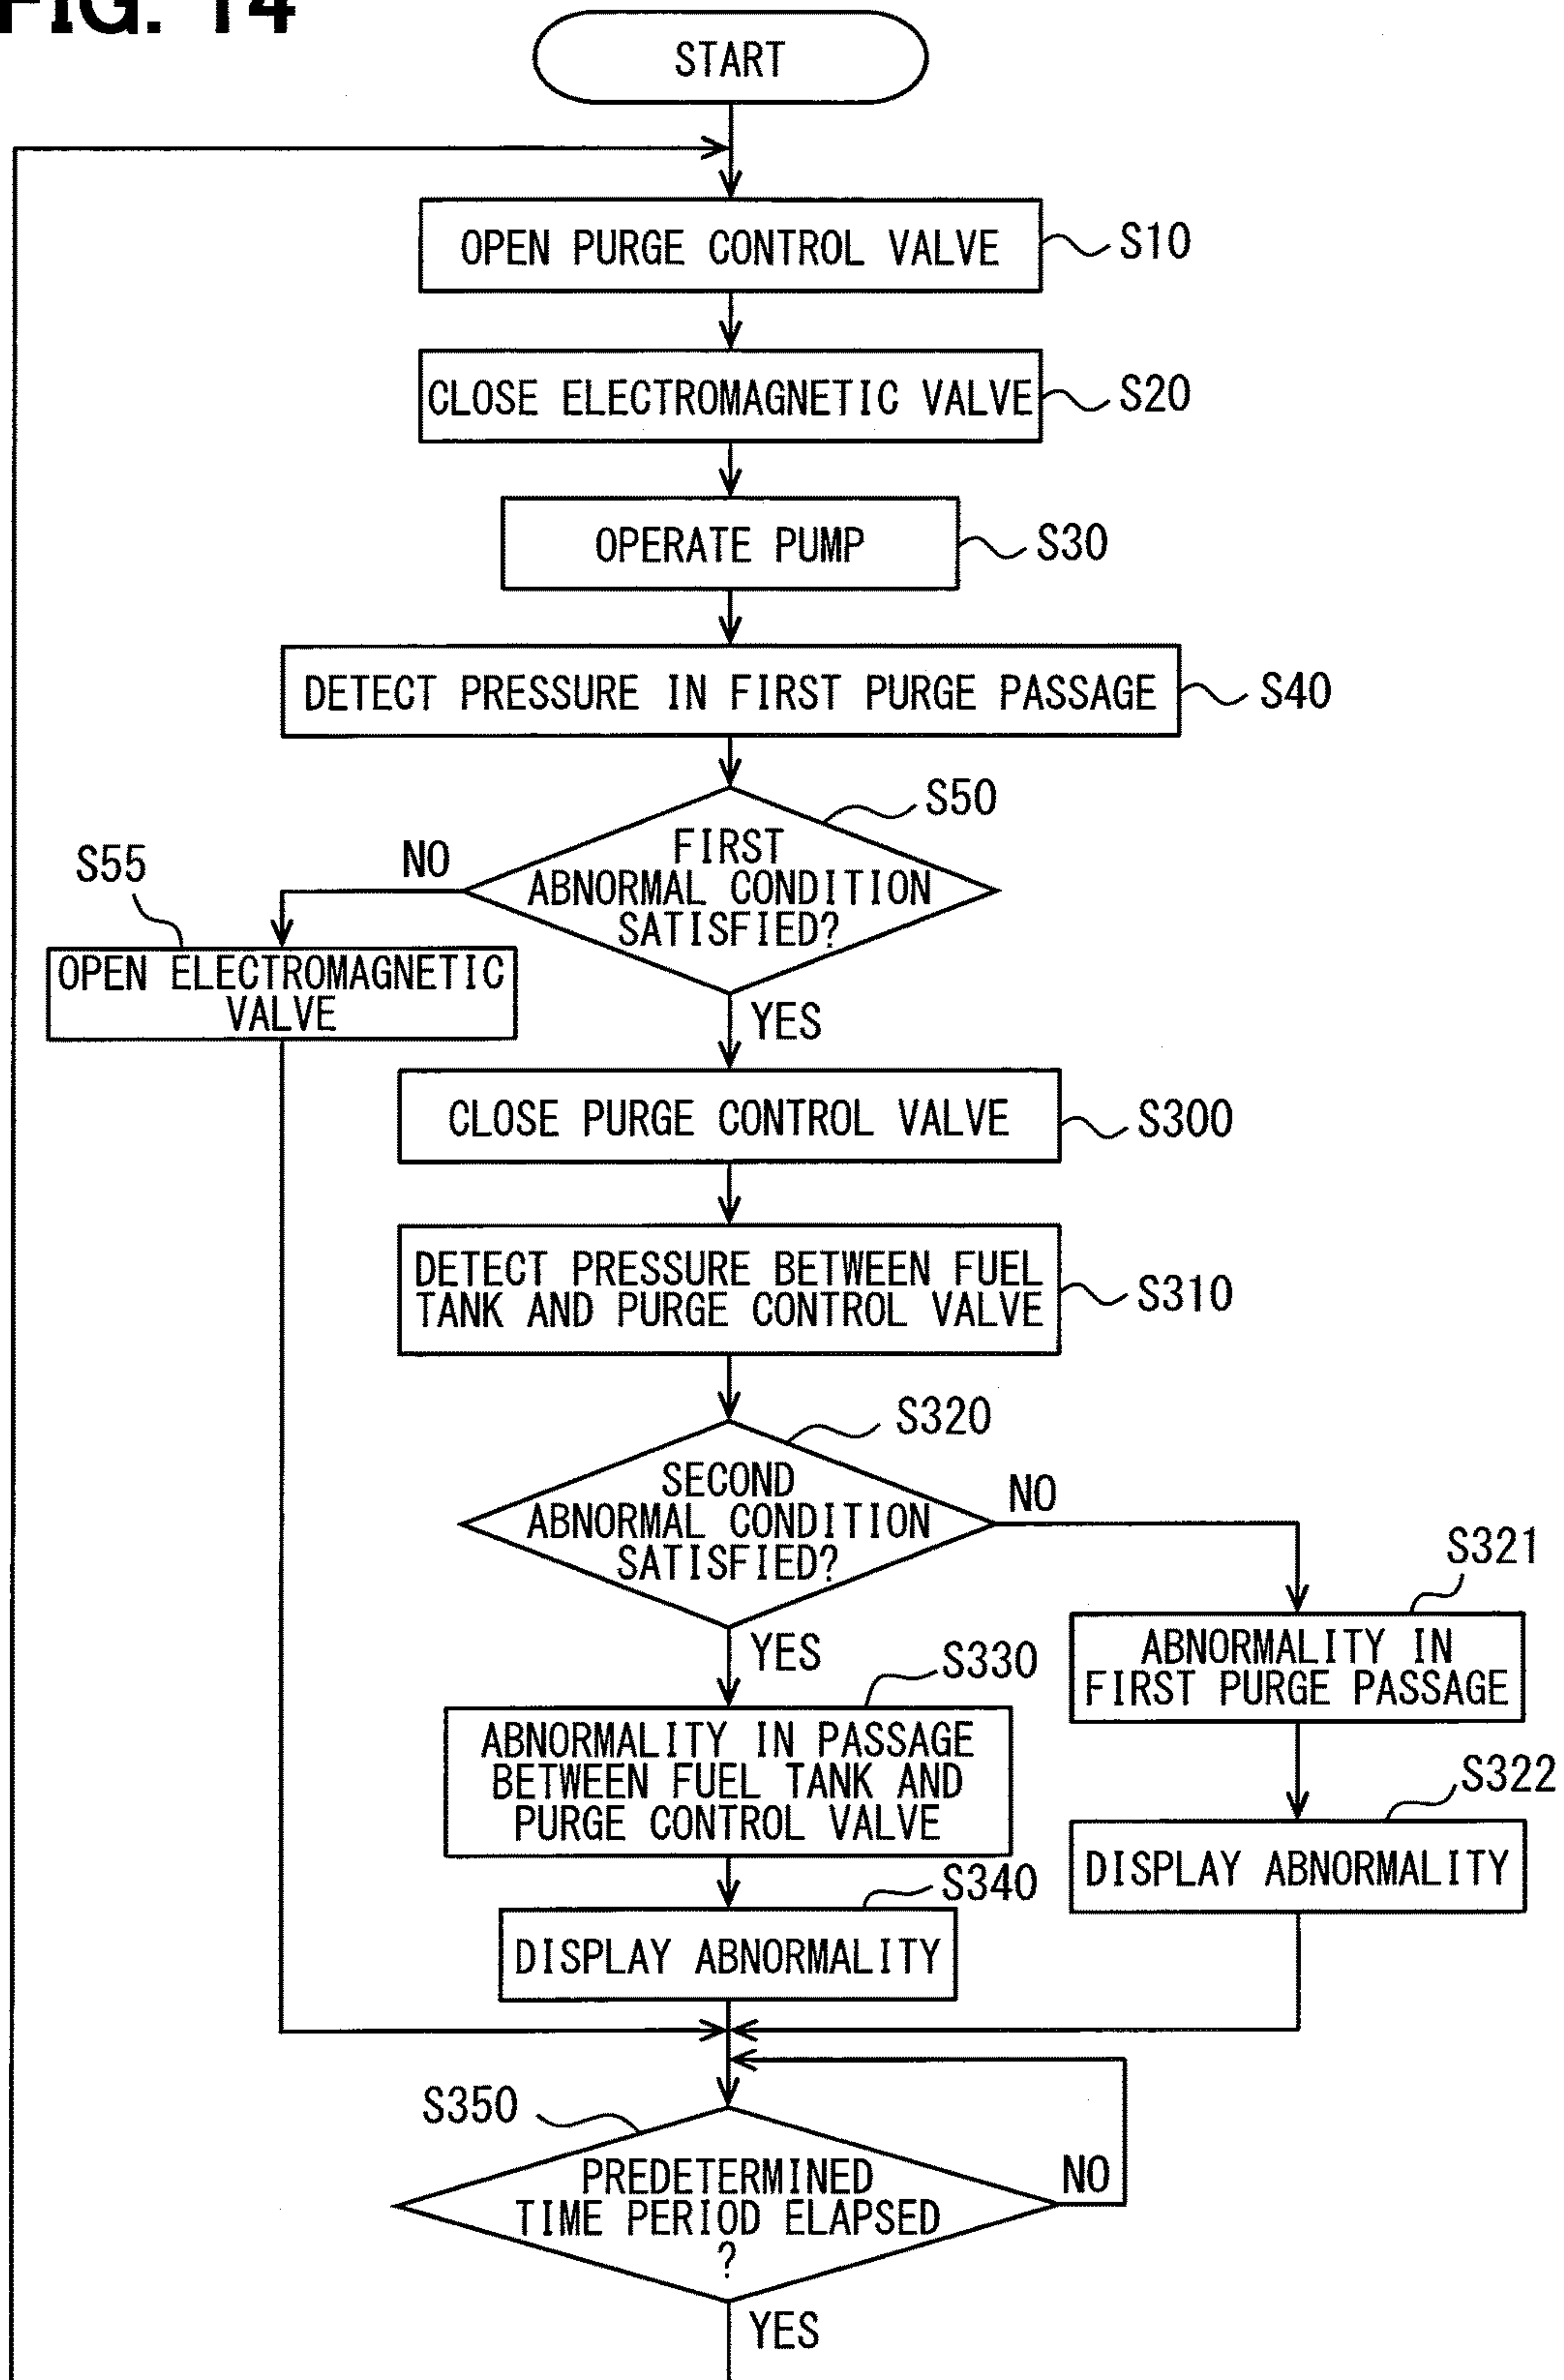 FIG. 14
START
OPEN PURGE CONTROL VALVE
S10
CLOSE ELECTROMAGNETIC VALVE
S20
OPERATE PUMP
S30
DETECT PRESSURE IN FIRST PURGE PASSAGE
S40
S50
FIRST
ABNORMAL CONDITION
SATISFIED?
NO
S55
OPEN ELECTROMAGNETIC
VALVE
YES
CLOSE PURGE CONTROL VALVE
S300
DETECT PRESSURE BETWEEN FUEL
TANK AND PURGE CONTROL VALVE
S310
S320
SECOND
ABNORMAL CONDITION
SATISFIED?
NO
S321
ABNORMALITY IN
FIRST PURGE PASSAGE
YES
S330
ABNORMALITY IN PASSAGE
BETWEEN FUEL TANK AND
PURGE CONTROL VALVE
S322
DISPLAY ABNORMALITY
S340
DISPLAY ABNORMALITY
S350
PREDETERMINED
TIME PERIOD ELAPSED
?
NO
YES